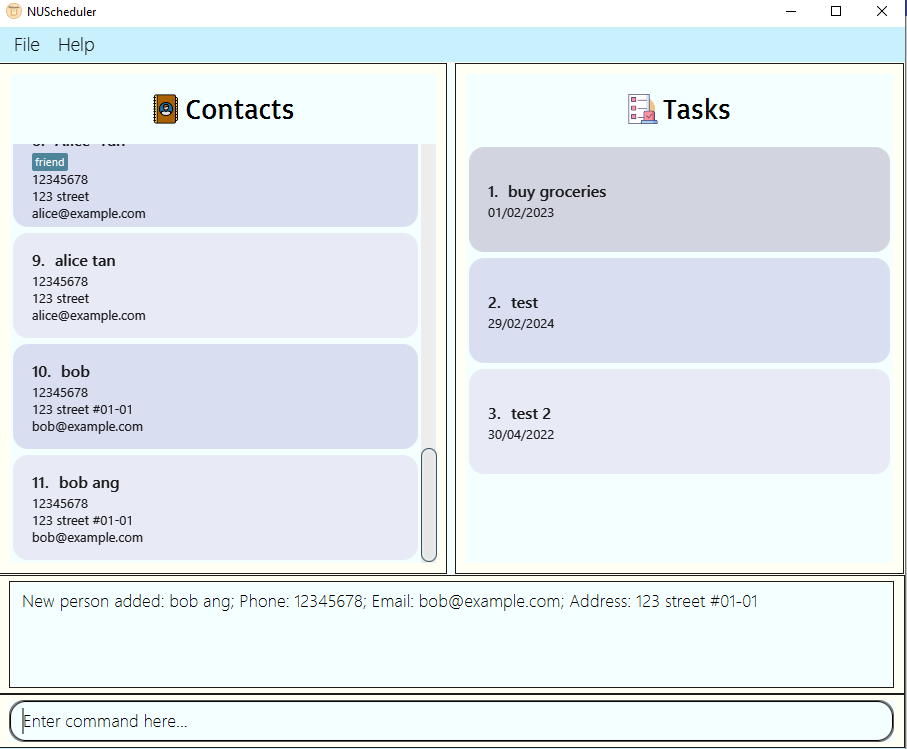 NUScheduler
File Help
Contacts
8. Alice Tan
friend
12345678
123 street
alice@example.com
9. alice tan
12345678
123 street
alice@example.com
10. bob
12345678
123 street #01-01
bob@example.com
11. bob ang
12345678
123 street #01-01
bob@example.com
Tasks
1. buy groceries
01/02/2023
2. test
29/02/2024
3. test 2
30/04/2022
New person added: bob ang; Phone: 12345678; Email: bob@example.com; Address: 123 street #01-01
Enter command here...